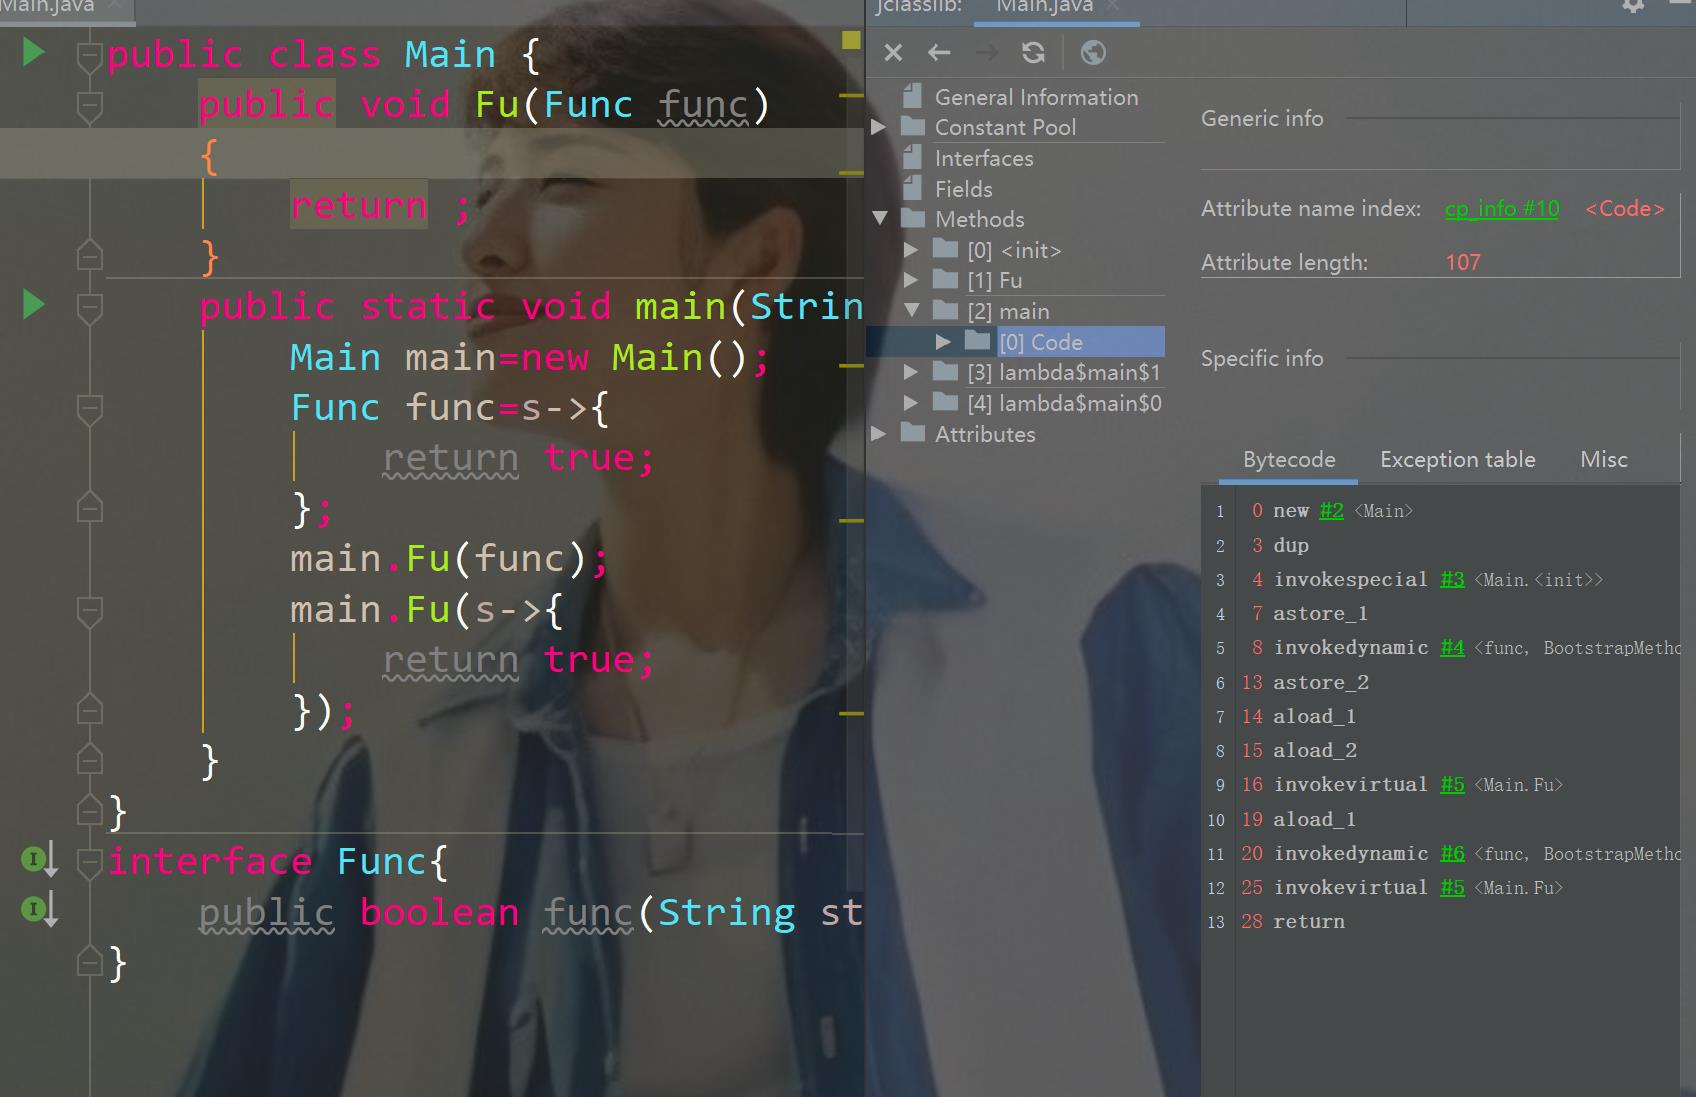 Main.java
public class Main {
public void Fu(Func func)
{
return ;
}
public static void main(Strin
Main main=new Main();
Func func=s->{
return true;
};
main.Fu(func);
main.Fu(s->{
return true;
});
}
}
interface Func{
public boolean func(String st
}
jclasslib: Main.java
General Information
Constant Pool
Interfaces
Fields
Methods
[0] <init>
[1] Fu
[2] main
[0] Code
[3] lambda$main$1
[4] lambda$main$0
Attributes
Generic info
Attribute name index: cp_info #10 <Code>
Attribute length: 107
Specific info
Bytecode Exception table Misc
1 0 new #2 <Main>
2 3 dup
3 4 invokespecial #3 <Main.<init>>
4 7 astore_1
5 8 invokedynamic #4 <func, BootstrapMetho
6 13 astore_2
7 14 aload_1
8 15 aload_2
9 16 invokevirtual #5 <Main.Fu>
10 19 aload_1
11 20 invokedynamic #6 <func, BootstrapMetho
12 25 invokevirtual #5 <Main.Fu>
13 28 return